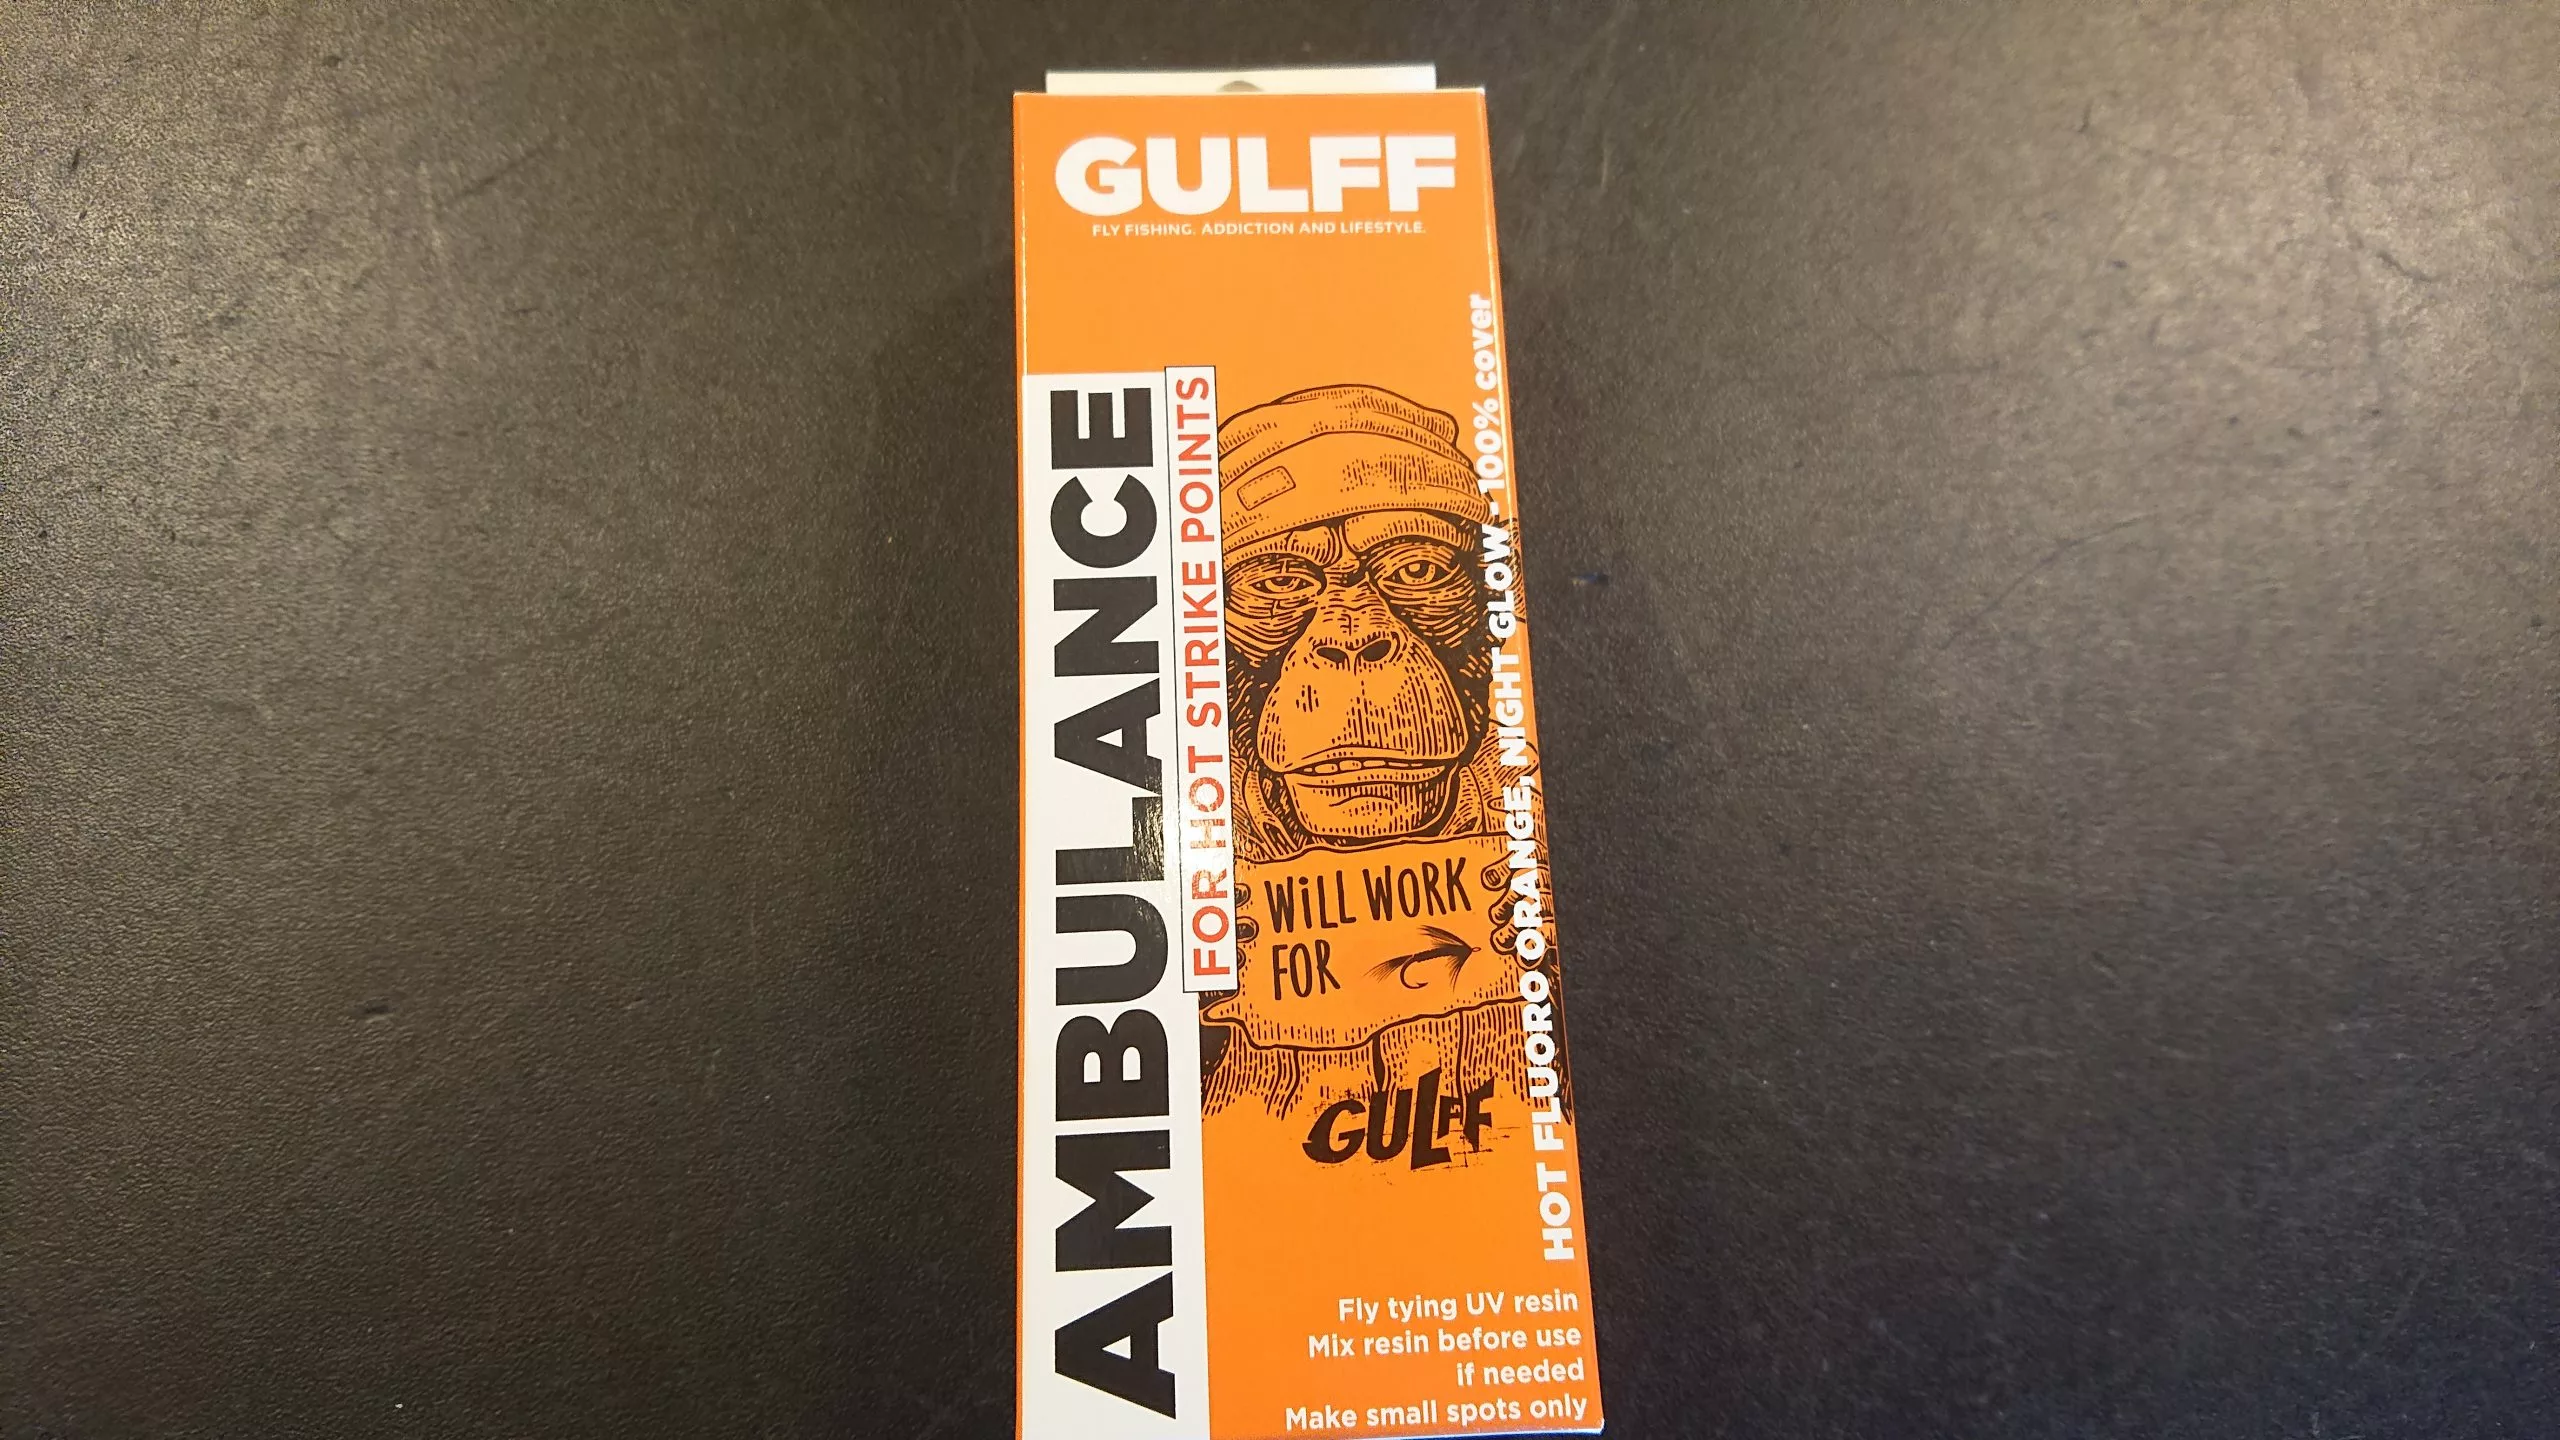 GULFF
FLY FISHING. ADDICTION AND LIFESTYLE.
AMBULANCE
FOR HOT STRIKE POINTS
HOT FLUORO ORANGE, NIGHT GLOW - 100% cover
WiLL WORK
FOR
GULFF
Fly tying UV resin
Mix resin before use
if needed
Make small spots only